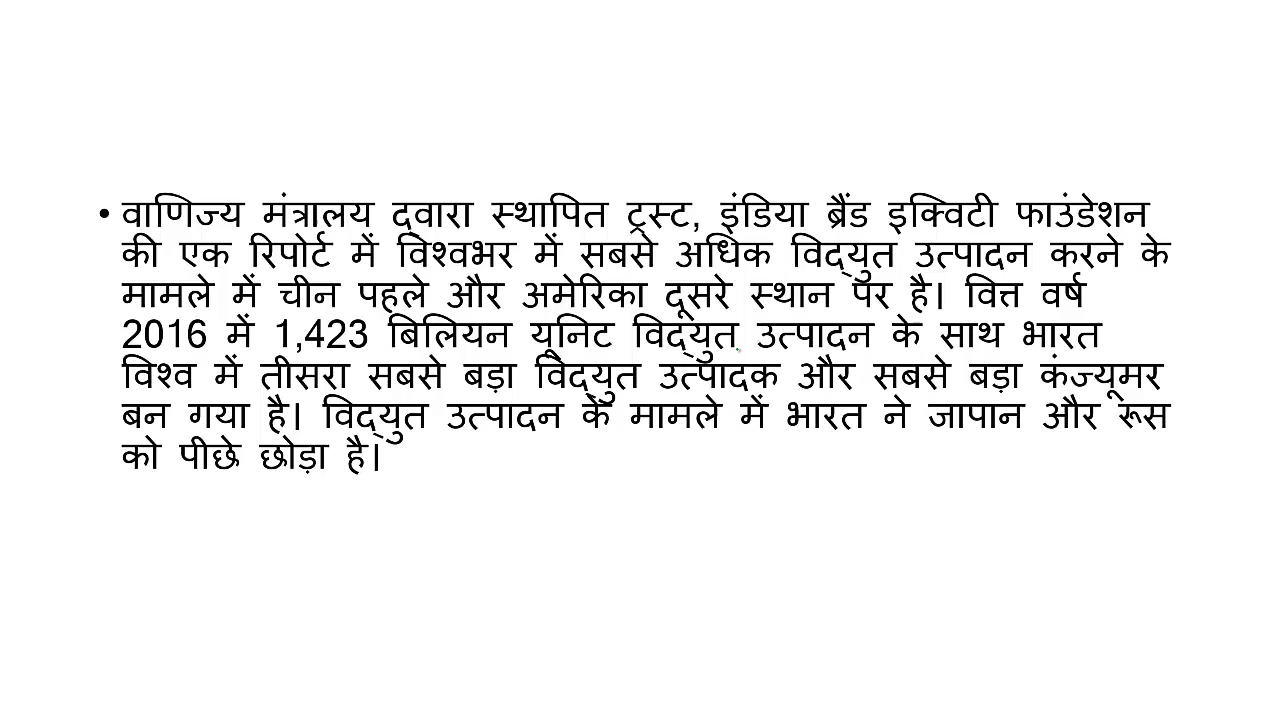 • वाणिज्य मंत्रालय द्वारा स्थापित ट्रस्ट, इंडिया ब्रैंड इक्विटी फाउंडेशन
की एक रिपोर्ट में विश्वभर में सबसे अधिक विद्युत उत्पादन करने के
मामले में चीन पहले और अमेरिका दूसरे स्थान पर है। वित्त वर्ष
2016 में 1,423 बिलियन यूनिट विद्युत उत्पादन के साथ भारत
विश्व में तीसरा सबसे बड़ा विद्युत उत्पादक और सबसे बड़ा कंज्यूमर
बन गया है। विद्युत उत्पादन के मामले में भारत ने जापान और रूस
को पीछे छोड़ा है।